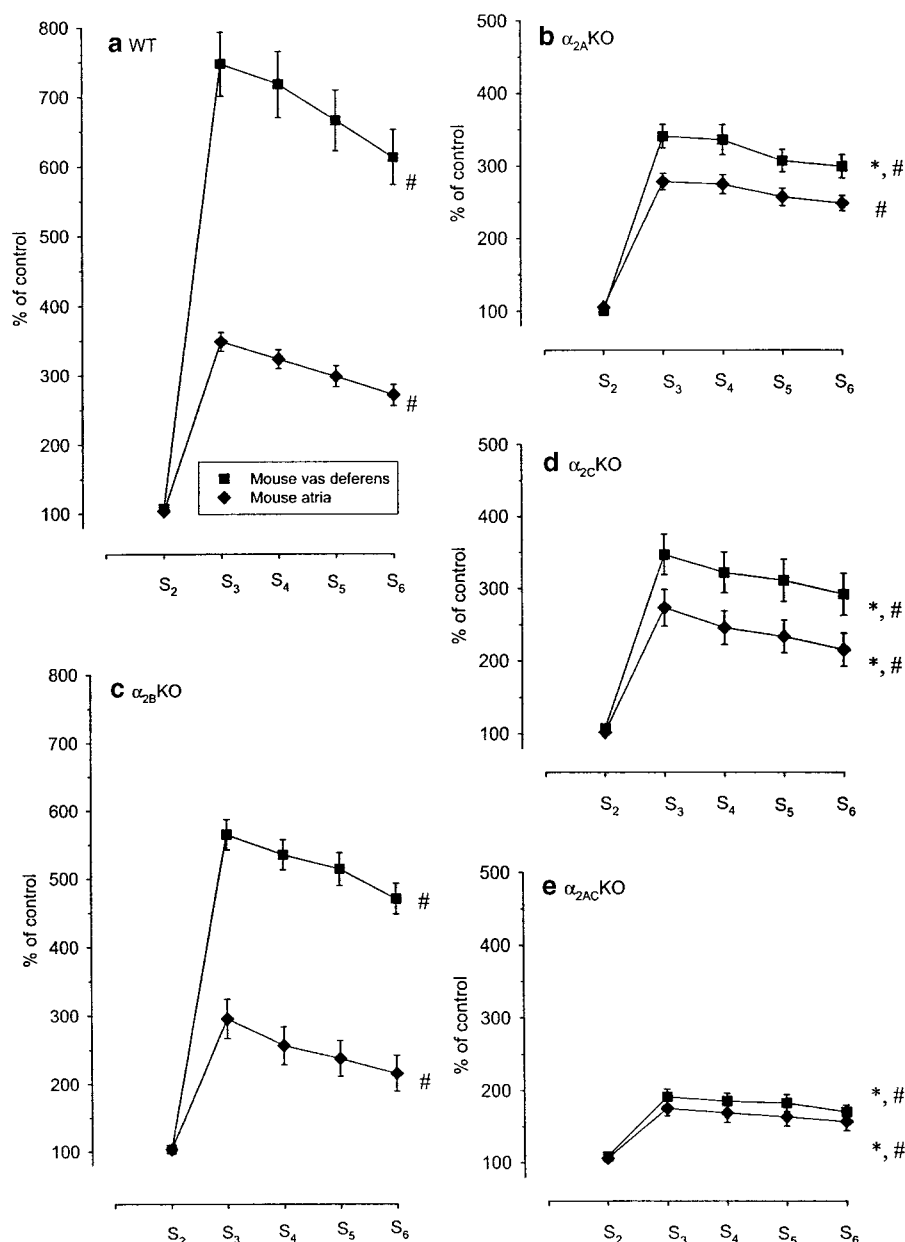 a WT
800
700
600
500
400
300
200
100
% of control
#
#
Mouse vas deferens
Mouse atria
S₂ S₃ S₄ S₅ S₆
b α₂ₐKO
500
400
300
200
100
% of control
*, #
#
S₂ S₃ S₄ S₅ S₆
c α₂BKO
800
700
600
500
400
300
200
100
% of control
#
#
S₂ S₃ S₄ S₅ S₆
d α₂CKO
500
400
300
200
100
% of control
*, #
*, #
S₂ S₃ S₄ S₅ S₆
e α₂ACKO
500
400
300
200
100
% of control
*, #
*, #
S₂ S₃ S₄ S₅ S₆